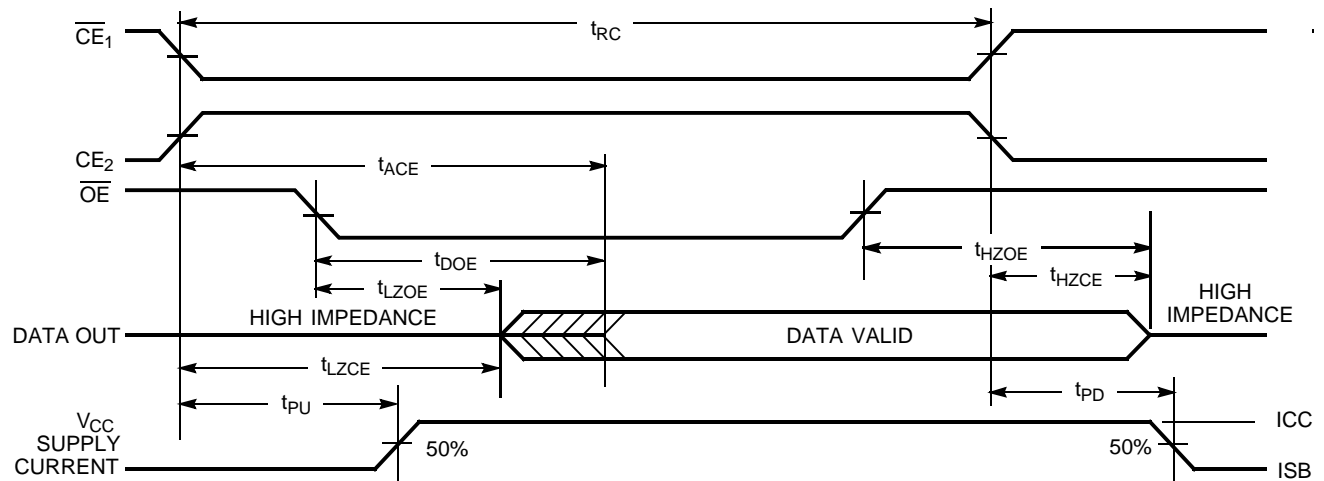 CE1
tRC
CE2
tACE
OE
tDOE
tHZOE
tLZOE
tHZCE
HIGH IMPEDANCE
HIGH
IMPEDANCE
DATA OUT
DATA VALID
tLZCE
tPU
tPD
VCC
SUPPLY
CURRENT
50%
50%
ICC
ISB